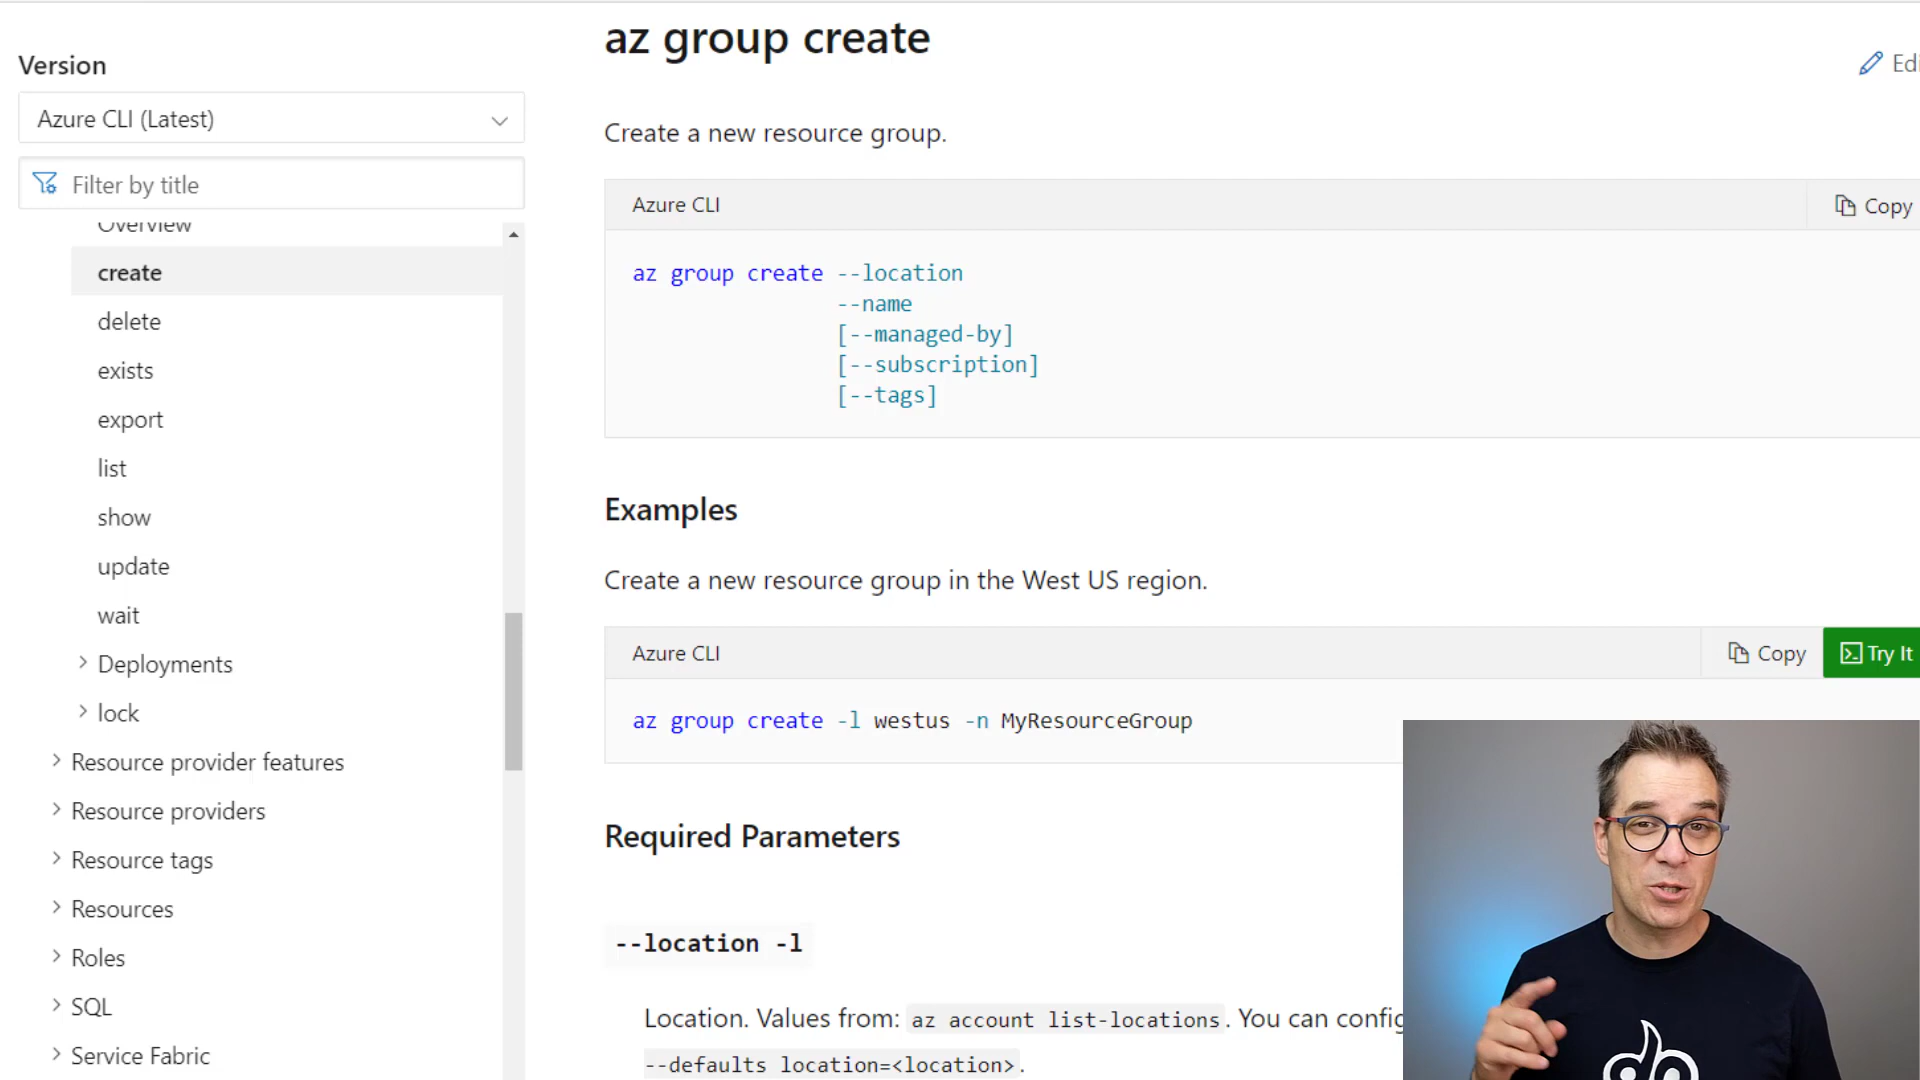 Version
Azure CLI (Latest)
Filter by title
Overview
create
delete
exists
export
list
show
update
wait
Deployments
lock
Resource provider features
Resource providers
Resource tags
Resources
Roles
SQL
Service Fabric
az group create
Edi
Create a new resource group.
Azure CLI
Copy
az group create --location
--name
[--managed-by]
[--subscription]
[--tags]
Examples
Create a new resource group in the West US region.
Azure CLI
Copy
Try It
az group create -l westus -n MyResourceGroup
Required Parameters
--location -l
Location. Values from: az account list-locations. You can config
--defaults location=<location>.